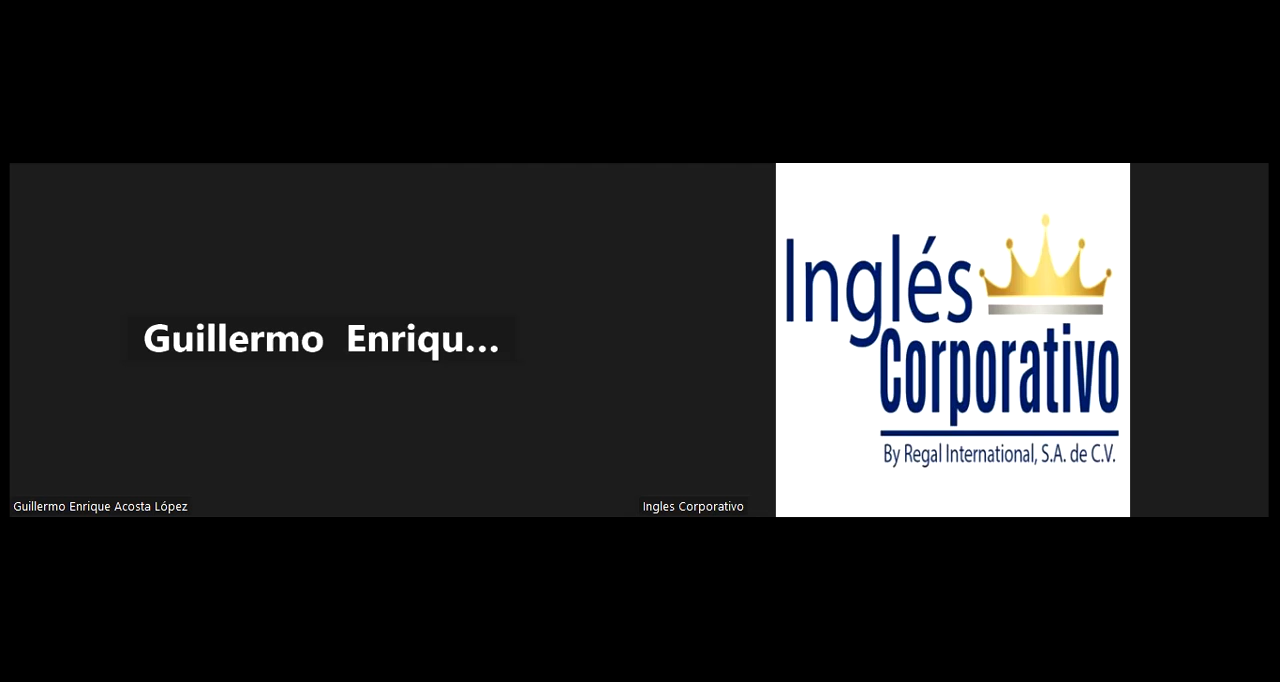 Guillermo Enriqu...
Guillermo Enrique Acosta López
Ingles Corporativo
Inglés
Corporativo
By Regal International, S.A. de C.V.